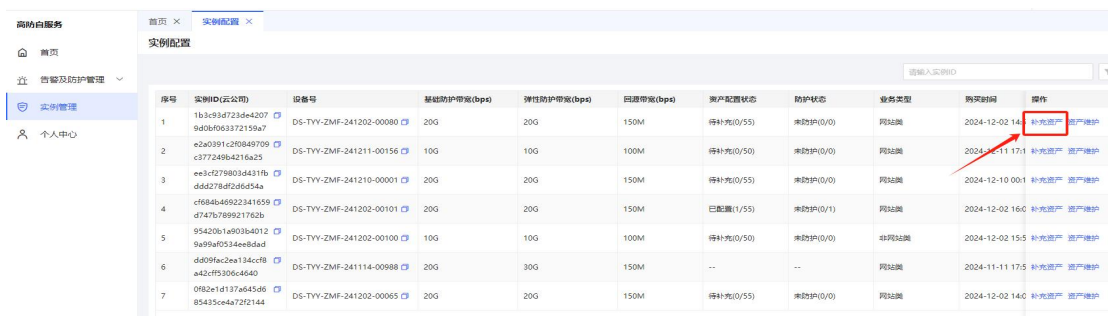 高防自服务
首页
告警及防护管理
实例管理
个人中心
首页 × 实例配置 ×
实例配置
请输入实例ID
序号 实例ID(云公司) 设备号 基础防护带宽(bps) 弹性防护带宽(bps) 回源带宽(bps) 资产配置状态 防护状态 业务类型 购买时间 操作
1 1b3c93d723de4207 DS-TYY-ZMF-241202-00080 20G 20G 150M 待补充(0/55) 未防护(0/0) 网站类 2024-12-02 14:5 补充资产 资产维护
9d0bf063372159a7
2 e2a0391c2f0849709 DS-TYY-ZMF-241211-00156 10G 10G 100M 待补充(0/50) 未防护(0/0) 网站类 2024-12-11 17:1 补充资产 资产维护
c377249b4216a25
3 ee3cf279803d431fb DS-TYY-ZMF-241210-00001 20G 20G 150M 待补充(0/55) 未防护(0/0) 网站类 2024-12-10 00:1 补充资产 资产维护
ddd278df2d6d54a
4 cf684b46922341659 DS-TYY-ZMF-241202-00101 20G 20G 150M 已配置(1/55) 未防护(0/1) 网站类 2024-12-02 16:0 补充资产 资产维护
d747b789921762b
5 95420b1a903b4012 DS-TYY-ZMF-241202-00100 10G 10G 100M 待补充(0/50) 未防护(0/0) 非网站类 2024-12-02 15:5 补充资产 资产维护
9a99af0534ee8dad
6 dd09fac2ea134ccf8 DS-TYY-ZMF-241114-00988 20G 30G 150M -- -- 网站类 2024-11-11 17:5 补充资产 资产维护
a42cff5306c4640
7 0f82e1d137a645d6 DS-TYY-ZMF-241202-00065 20G 20G 150M 待补充(0/55) 未防护(0/0) 网站类 2024-12-02 14:0 补充资产 资产维护
85435ce4a72f2144